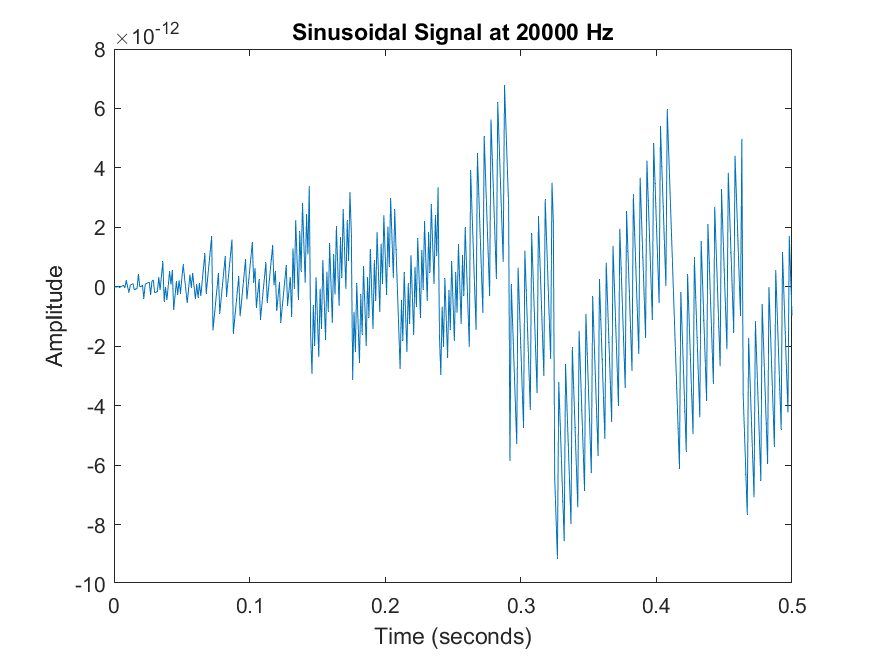 Sinusoidal Signal at 20000 Hz
×10⁻¹²
8
6
4
2
0
-2
-4
-6
-8
-10
Amplitude
0 0.1 0.2 0.3 0.4 0.5
Time (seconds)